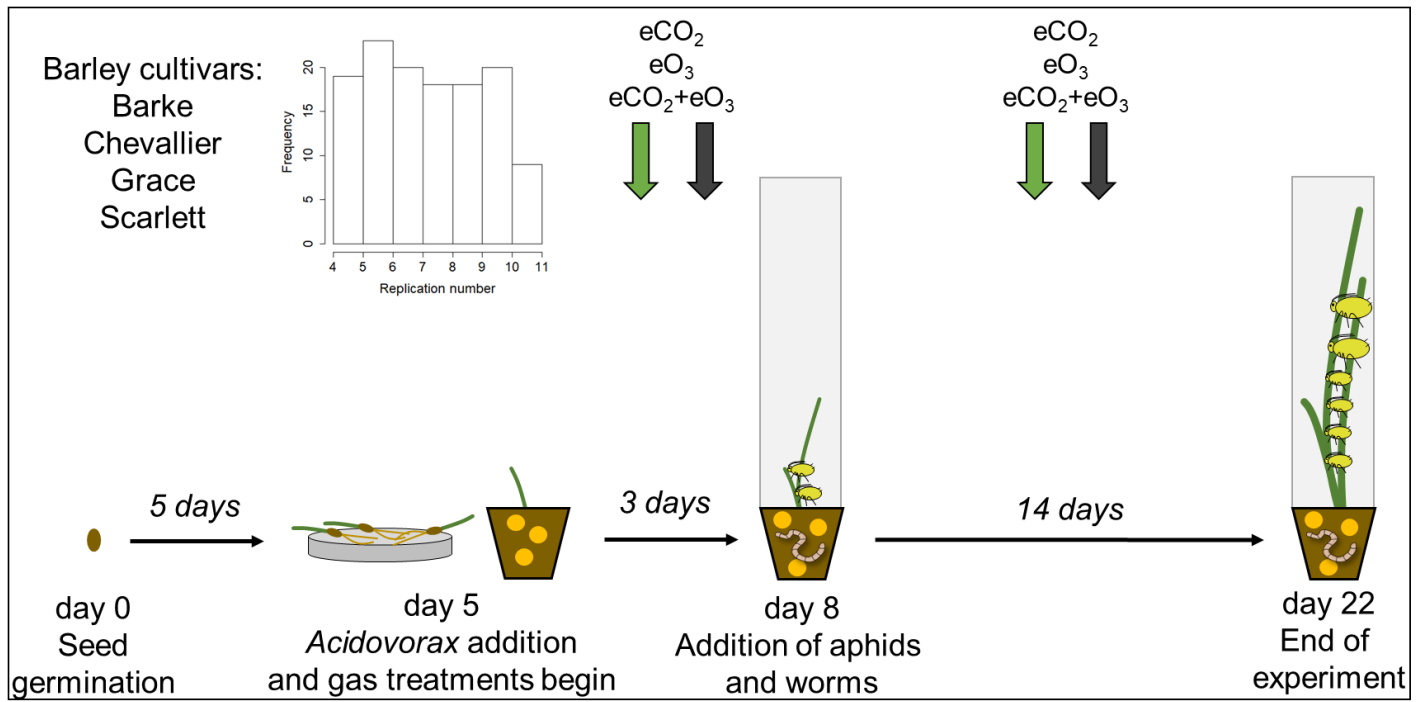 Barley cultivars:
Barke
Chevallier
Grace
Scarlett
Frequency
0
5
10
15
20
4 5 6 7 8 9 10 11
Replication number
eCO₂
eO₃
eCO₂+eO₃
eCO₂
eO₃
eCO₂+eO₃
5 days
3 days
14 days
day 0
Seed
germination
day 5
Acidovorax addition
and gas treatments begin
day 8
Addition of aphids
and worms
day 22
End of
experiment